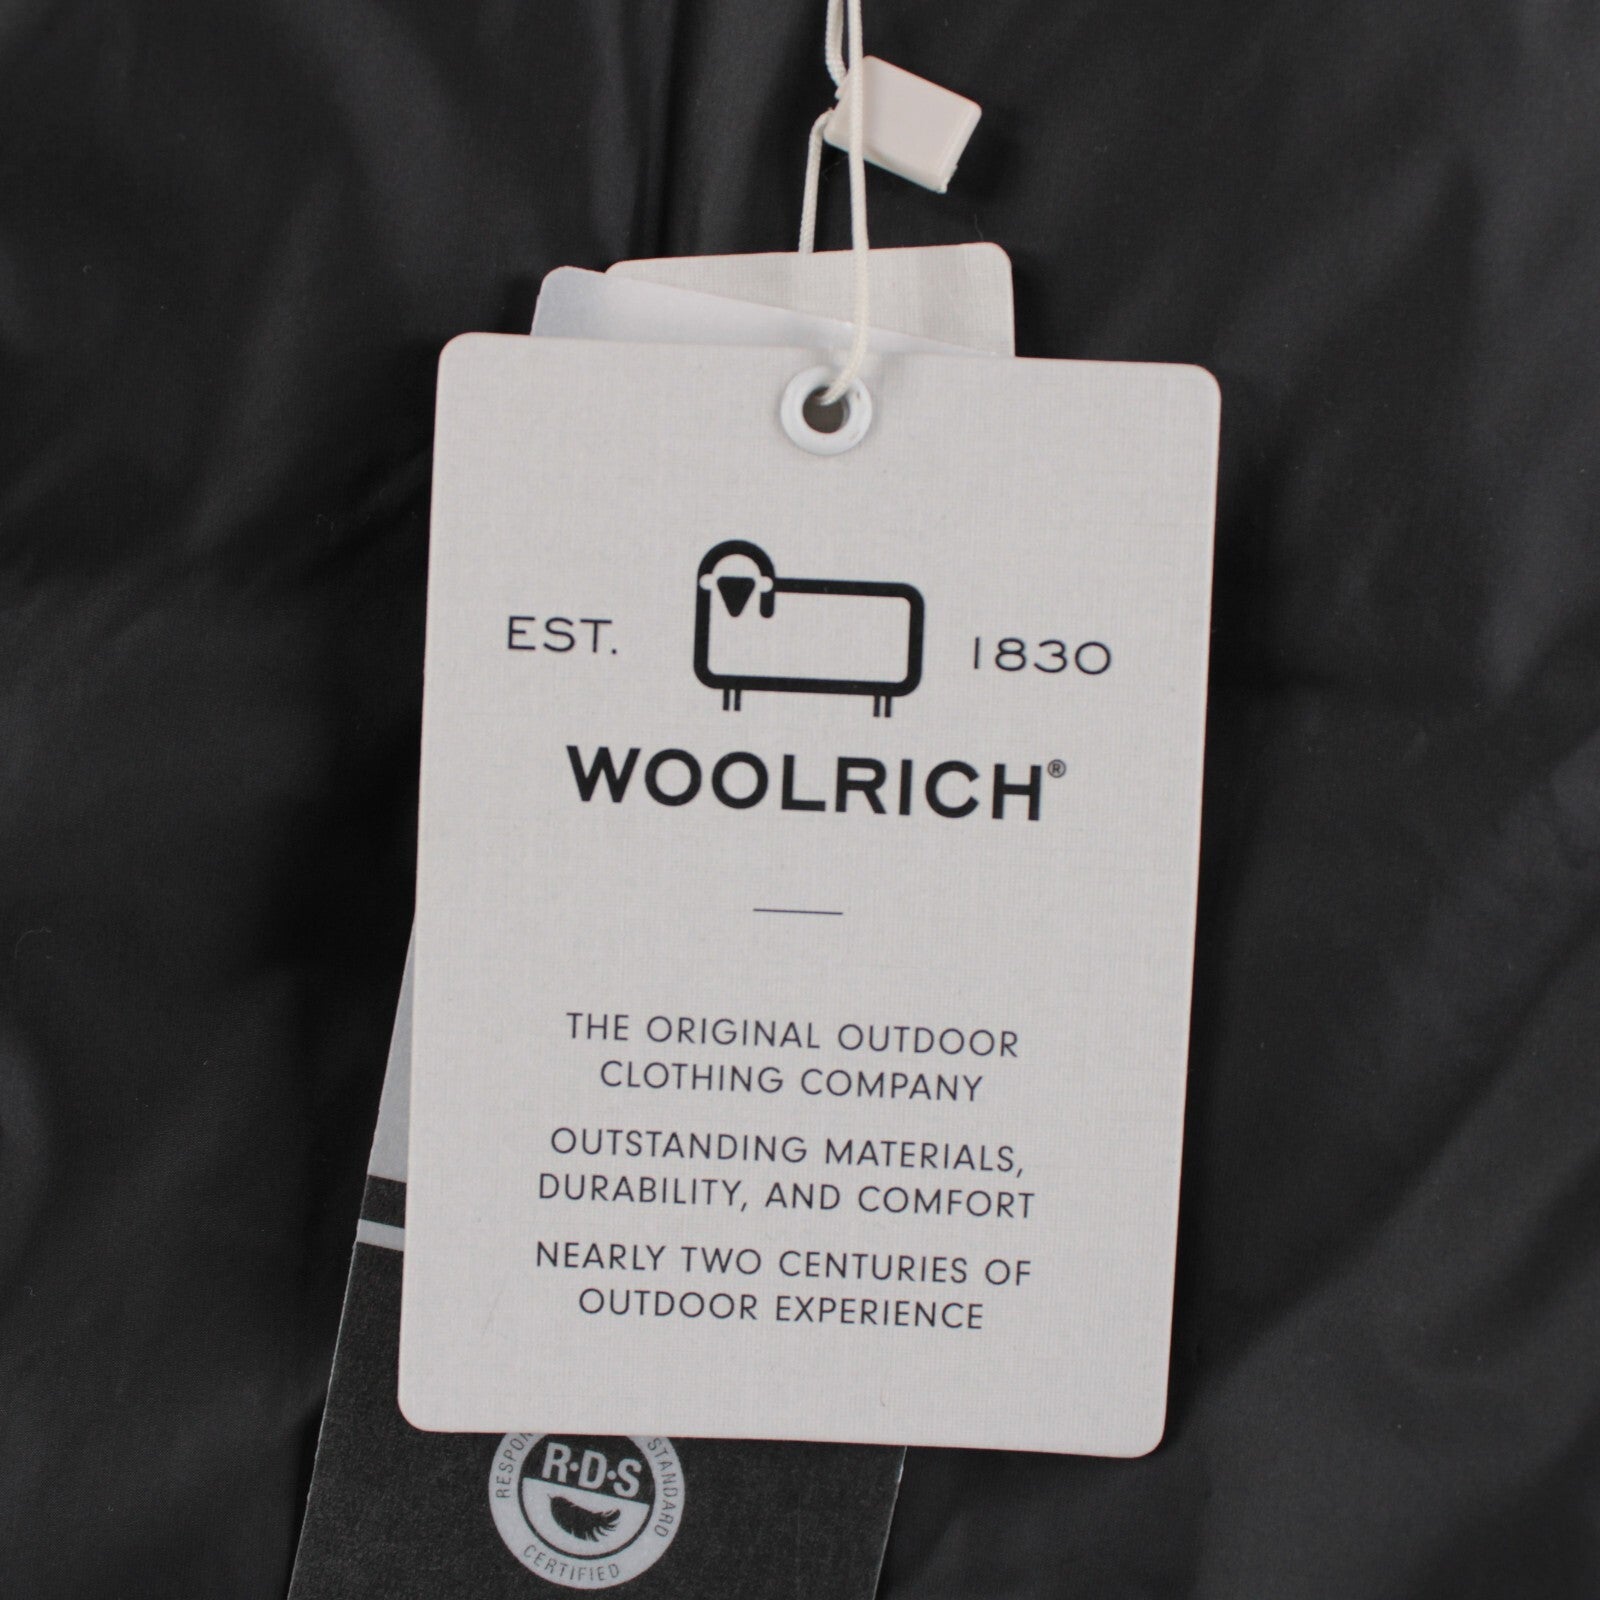 EST. 1830
WOOLRICH®
THE ORIGINAL OUTDOOR
CLOTHING COMPANY
OUTSTANDING MATERIALS,
DURABILITY, AND COMFORT
NEARLY TWO CENTURIES OF
OUTDOOR EXPERIENCE
R·D·S
STANDARD
CERTIFIED